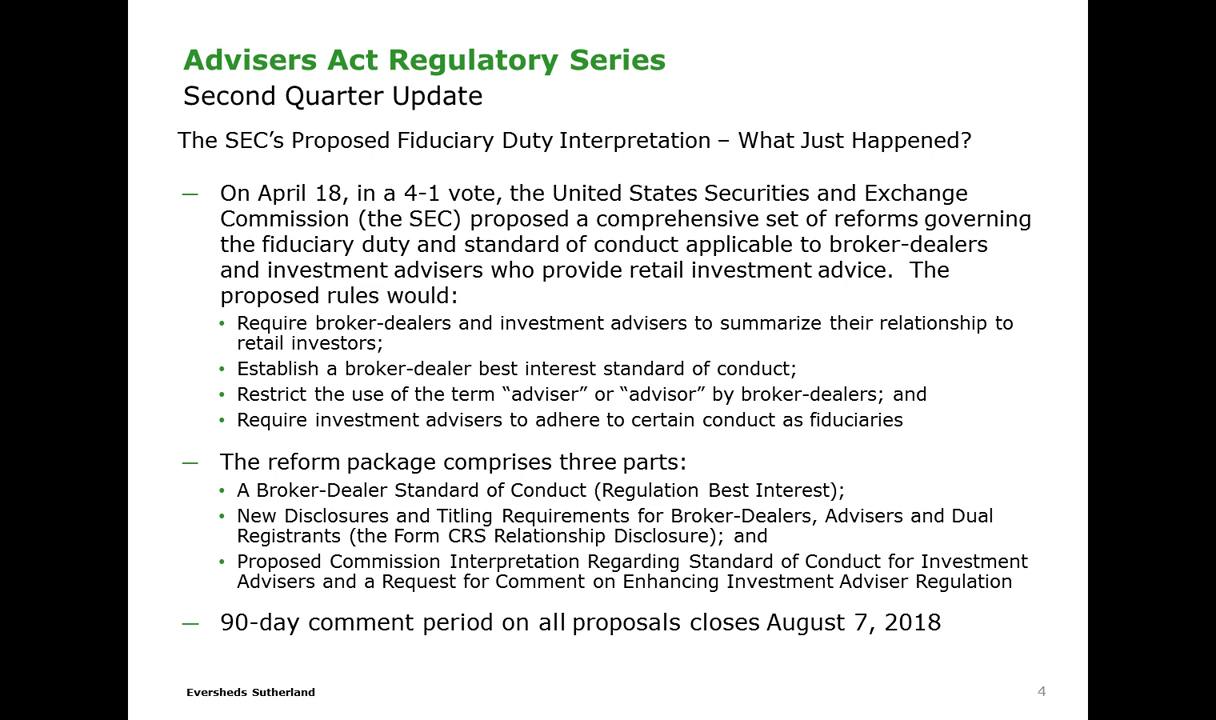 Advisers Act Regulatory Series
Second Quarter Update
The SEC’s Proposed Fiduciary Duty Interpretation – What Just Happened?
— On April 18, in a 4-1 vote, the United States Securities and Exchange
Commission (the SEC) proposed a comprehensive set of reforms governing
the fiduciary duty and standard of conduct applicable to broker-dealers
and investment advisers who provide retail investment advice.  The
proposed rules would:
• Require broker-dealers and investment advisers to summarize their relationship to
retail investors;
• Establish a broker-dealer best interest standard of conduct;
• Restrict the use of the term “adviser” or “advisor” by broker-dealers; and
• Require investment advisers to adhere to certain conduct as fiduciaries
— The reform package comprises three parts:
• A Broker-Dealer Standard of Conduct (Regulation Best Interest);
• New Disclosures and Titling Requirements for Broker-Dealers, Advisers and Dual
Registrants (the Form CRS Relationship Disclosure); and
• Proposed Commission Interpretation Regarding Standard of Conduct for Investment
Advisers and a Request for Comment on Enhancing Investment Adviser Regulation
— 90-day comment period on all proposals closes August 7, 2018
Eversheds Sutherland
4